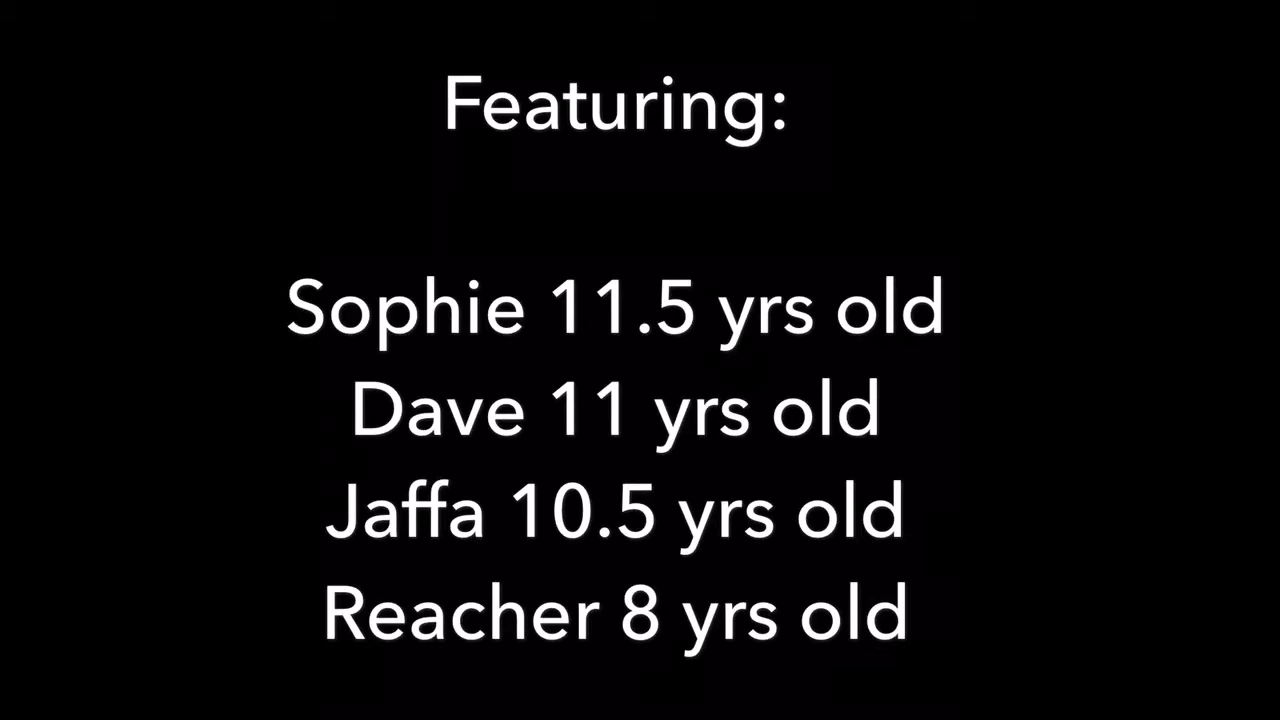 Featuring:
Sophie 11.5 yrs old
Dave 11 yrs old
Jaffa 10.5 yrs old
Reacher 8 yrs old